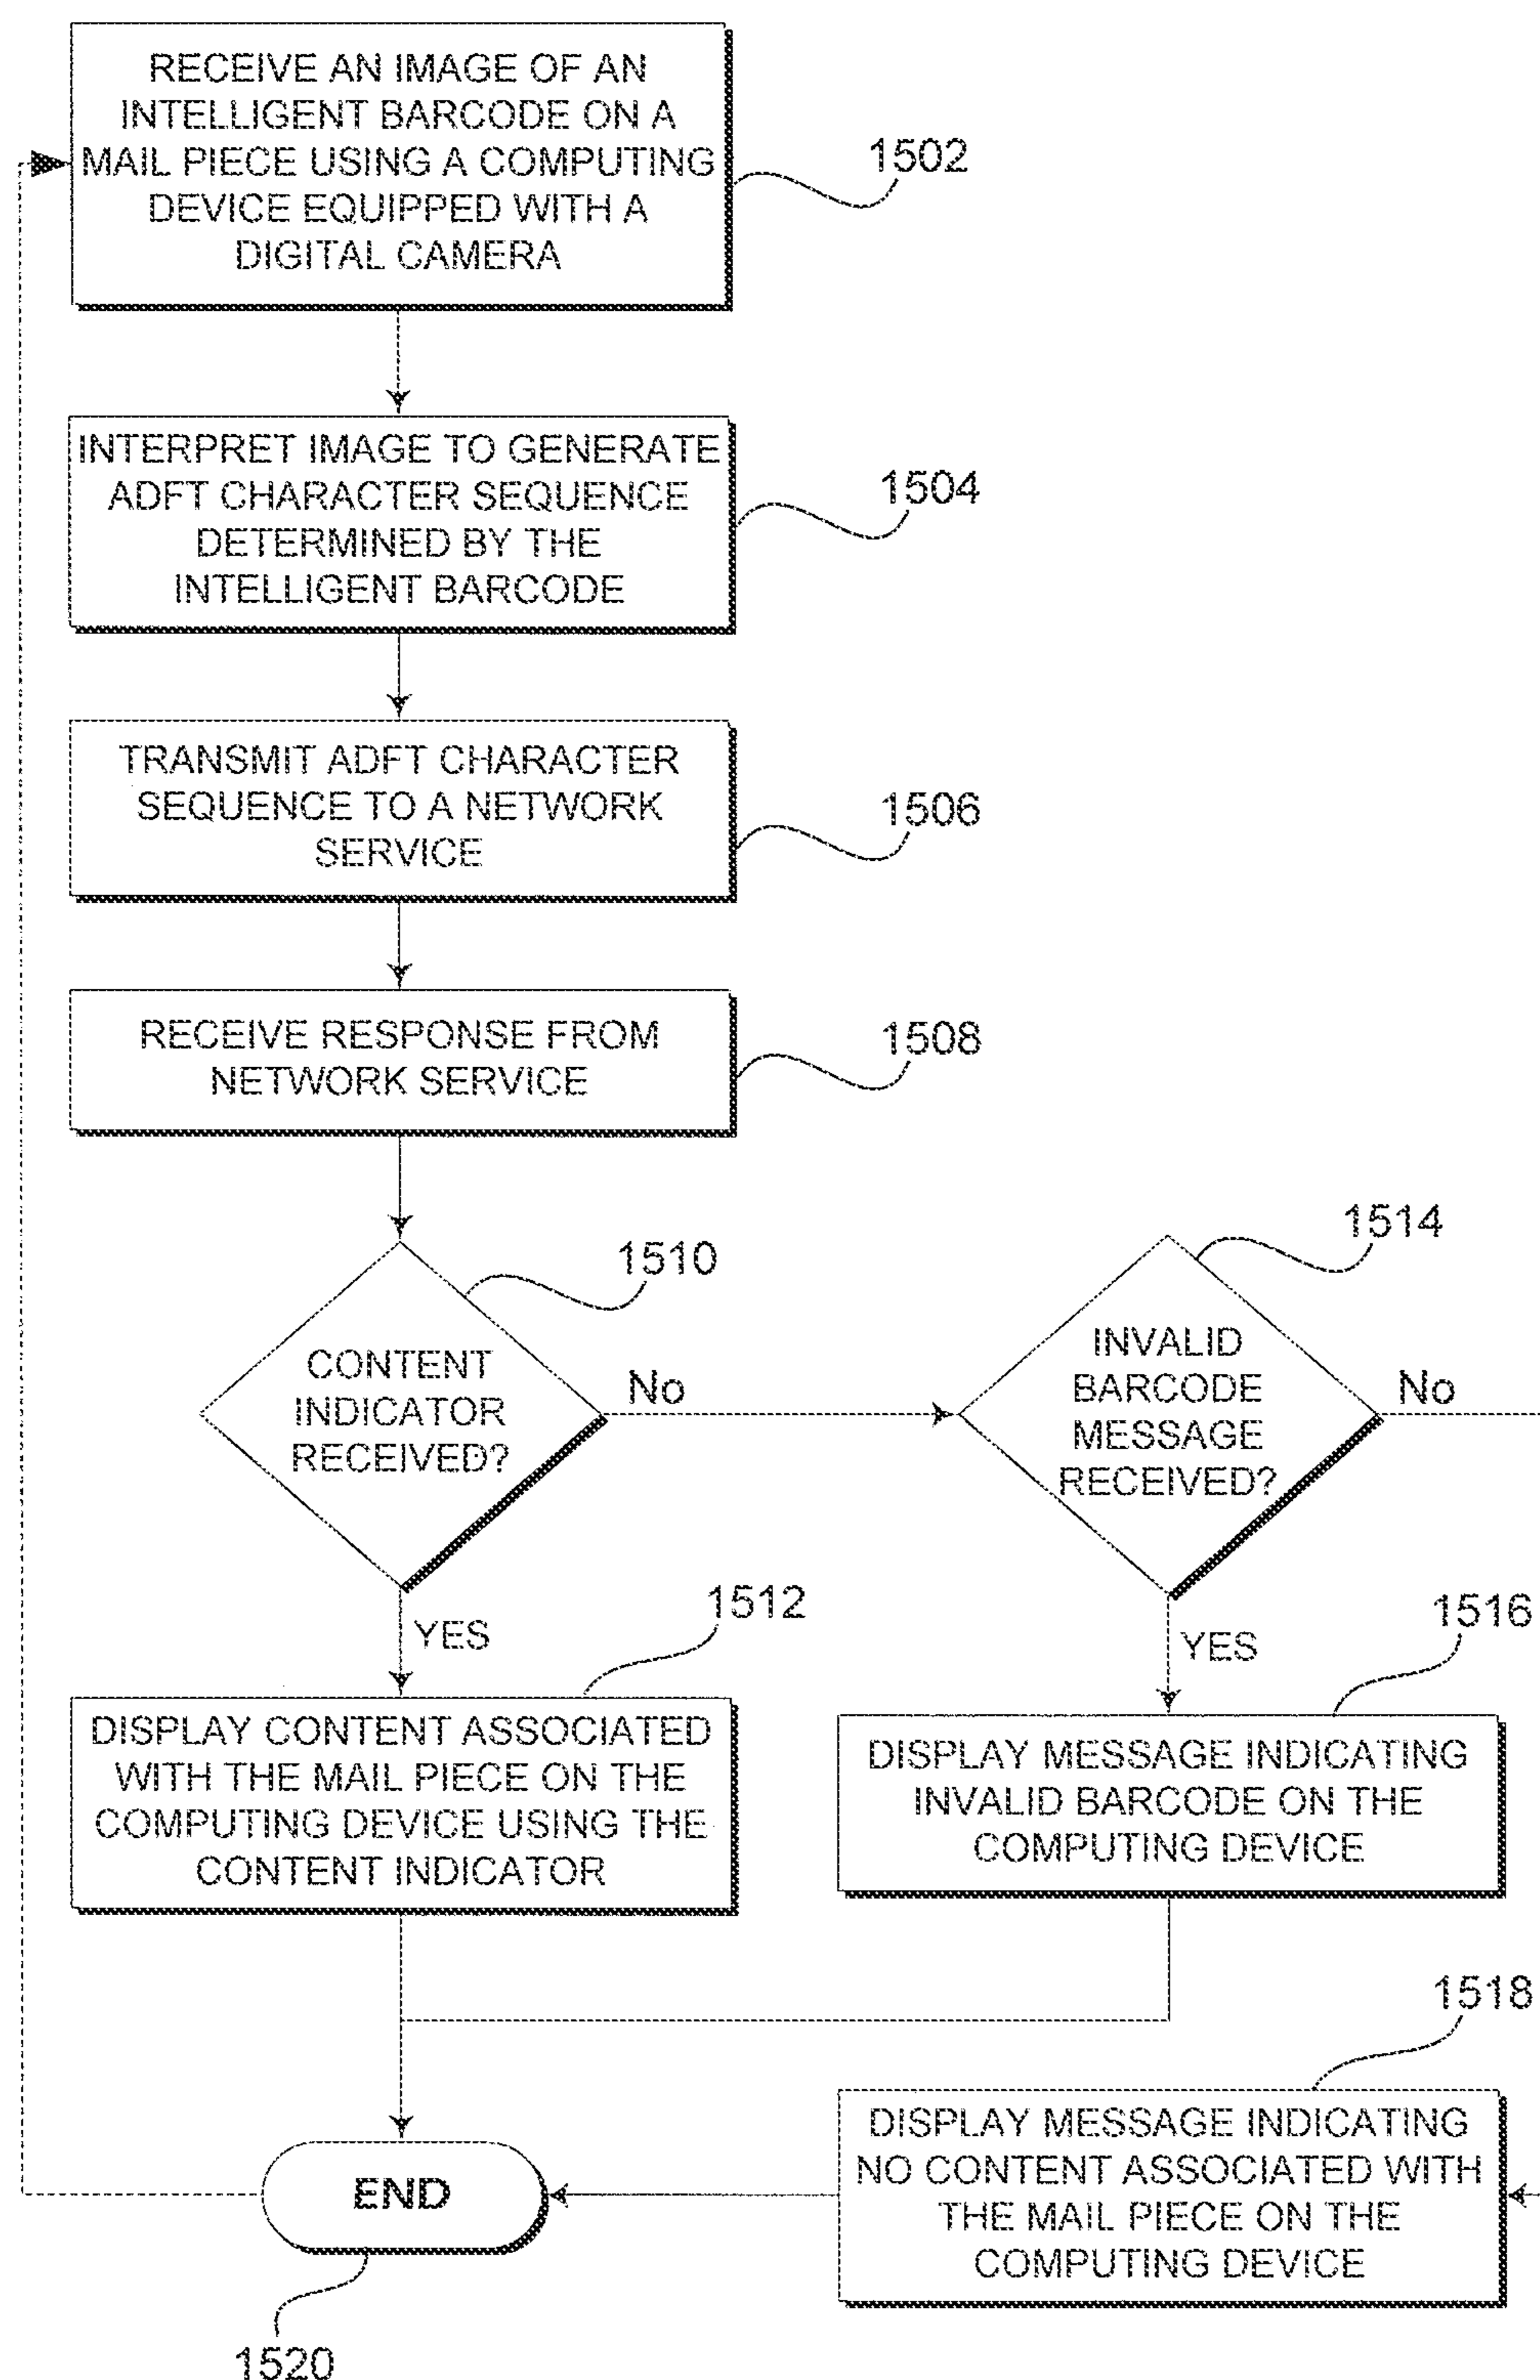 RECEIVE AN IMAGE OF AN
INTELLIGENT BARCODE ON A
MAIL PIECE USING A COMPUTING
DEVICE EQUIPPED WITH A
DIGITAL CAMERA
1502
INTERPRET IMAGE TO GENERATE
ADFT CHARACTER SEQUENCE
DETERMINED BY THE
INTELLIGENT BARCODE
1504
TRANSMIT ADFT CHARACTER
SEQUENCE TO A NETWORK
SERVICE
1506
RECEIVE RESPONSE FROM
NETWORK SERVICE
1508
1510
CONTENT
INDICATOR
RECEIVED?
No
YES
1514
INVALID
BARCODE
MESSAGE
RECEIVED?
No
YES
1512
DISPLAY CONTENT ASSOCIATED
WITH THE MAIL PIECE ON THE
COMPUTING DEVICE USING THE
CONTENT INDICATOR
1516
DISPLAY MESSAGE INDICATING
INVALID BARCODE ON THE
COMPUTING DEVICE
1518
DISPLAY MESSAGE INDICATING
NO CONTENT ASSOCIATED WITH
THE MAIL PIECE ON THE
COMPUTING DEVICE
END
1520